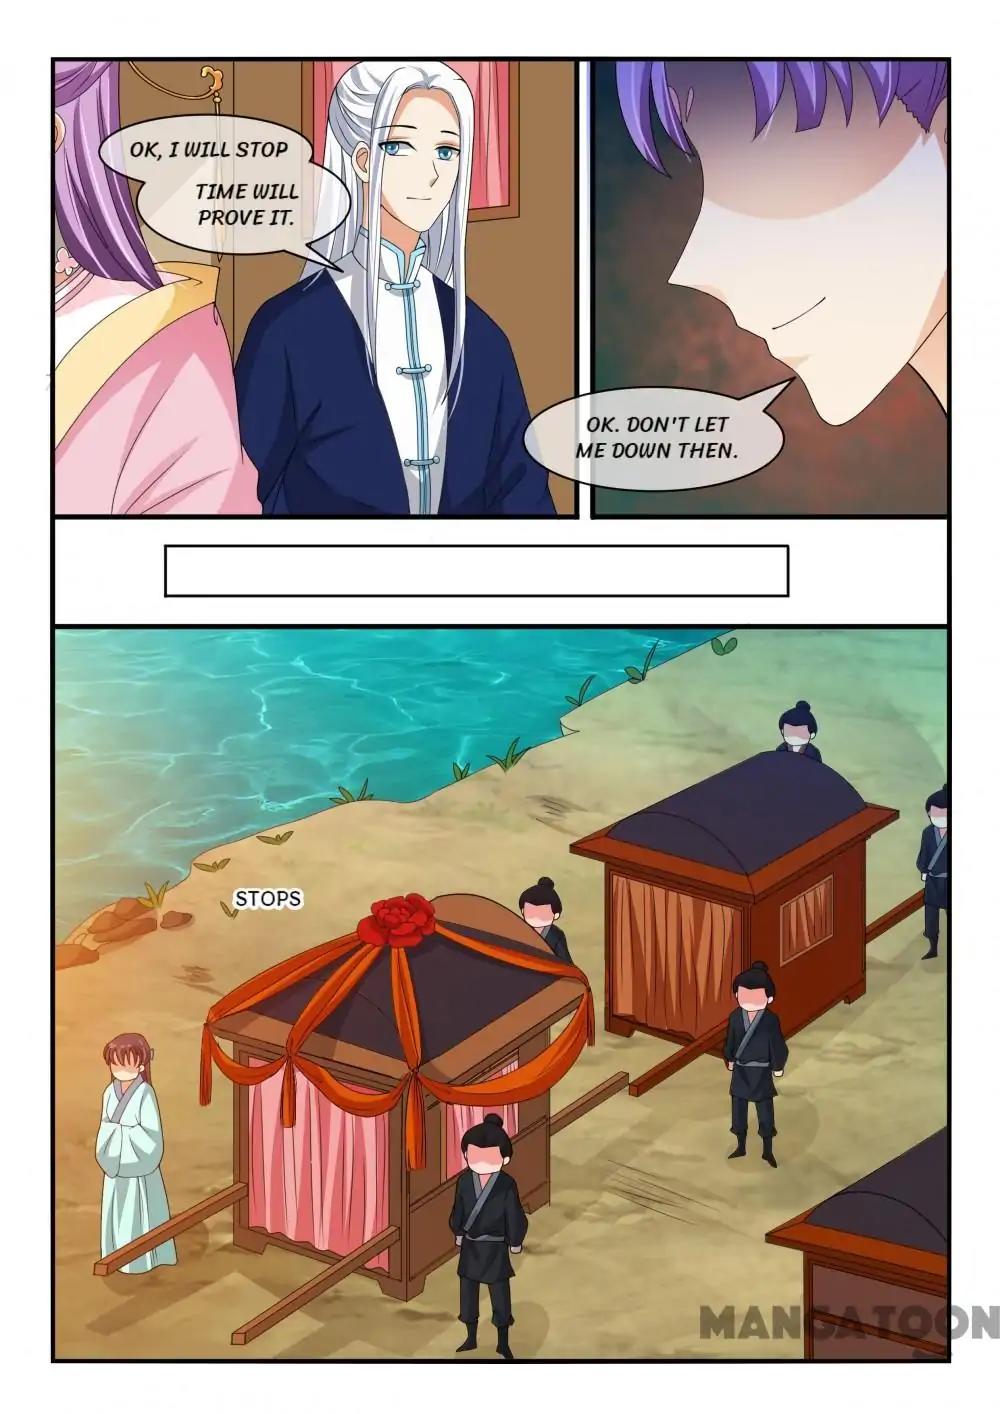 OK, I WILL STOP
TIME WILL
PROVE IT.
OK. DON'T LET
ME DOWN THEN.
STOPS
MANGATOON